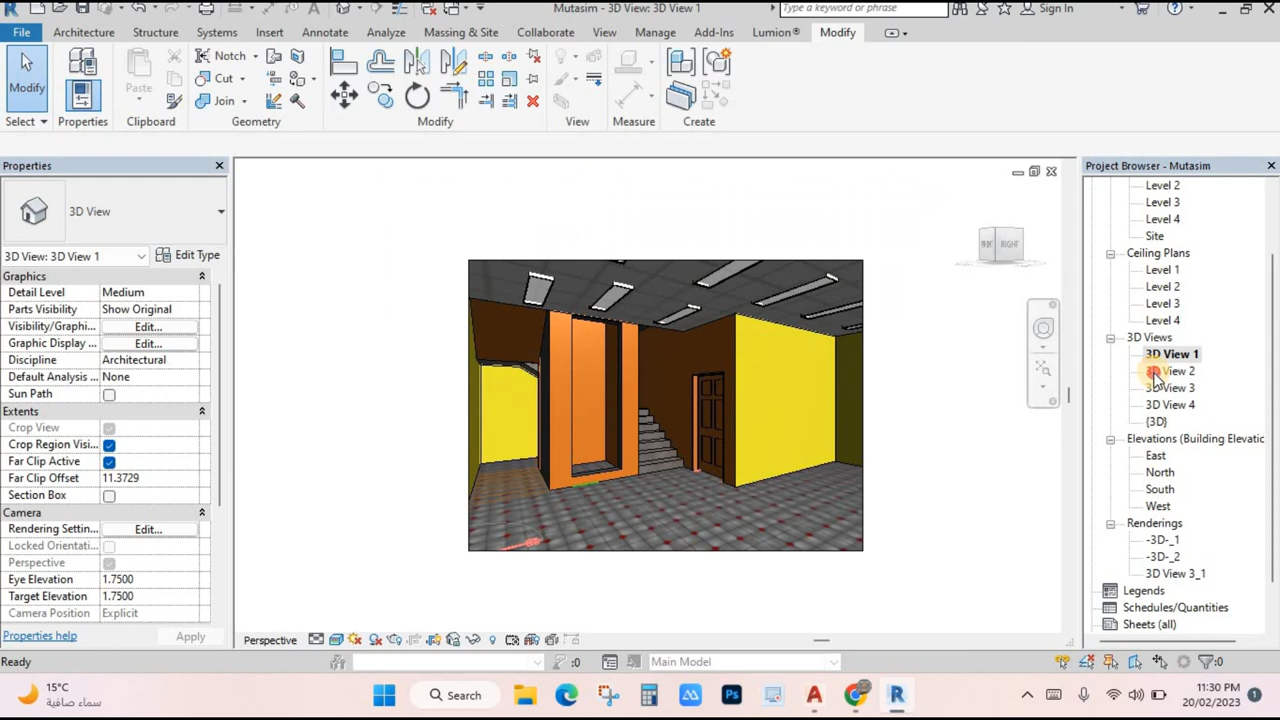 Mutasim - 3D View: 3D View 1
Type a keyword or phrase
Sign In
File Architecture Structure Systems Insert Annotate Analyze Massing & Site Collaborate View Manage Add-Ins Lumion® Modify
Modify
Properties
Paste
Notch
Cut
Join
Select Properties Clipboard Geometry Modify View Measure Create
Properties
3D View
3D View: 3D View 1
Edit Type
Graphics
Detail Level Medium
Parts Visibility Show Original
Visibility/Graphi... Edit...
Graphic Display ... Edit...
Discipline Architectural
Default Analysis ... None
Sun Path
Extents
Crop View
Crop Region Visi...
Far Clip Active
Far Clip Offset 11.3729
Section Box
Camera
Rendering Settin... Edit...
Locked Orientati...
Perspective
Eye Elevation 1.7500
Target Elevation 1.7500
Camera Position Explicit
Properties help
Apply
RIGHT
Perspective
Project Browser - Mutasim
Level 2
Level 3
Level 4
Site
Ceiling Plans
Level 1
Level 2
Level 3
Level 4
3D Views
3D View 1
3D View 2
3D View 3
3D View 4
{3D}
Elevations (Building Elevatic
East
North
South
West
Renderings
-3D-_1
-3D-_2
3D View 3_1
Legends
Schedules/Quantities
Sheets (all)
Ready
:0
Main Model
:0
15°C
سماء صافية
Search
Ps
11:30 PM
20/02/2023